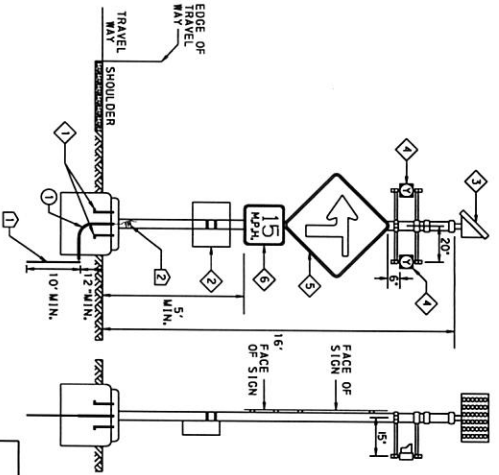 EDGE OF
TRAVEL
WAY
TRAVEL
WAY
SHOULDER
3
4
Y
Y
4
20"
6"
5
15
M.P.H.
6
2
2
1
1
1
5'
MIN.
16'
12" MIN.
10' MIN.
FACE OF
SIGN
FACE
OF SIGN
15"